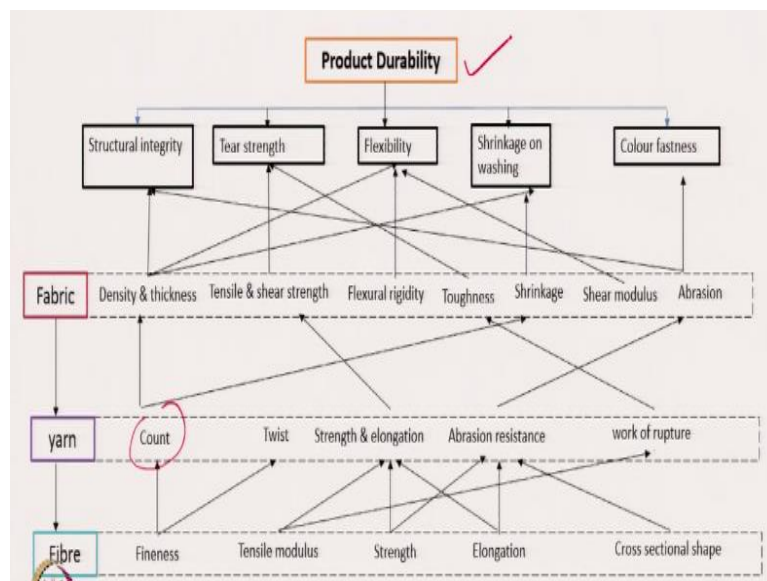 Product Durability
Structural integrity
Tear strength
Flexibility
Shrinkage on
washing
Colour fastness
Fabric
Density & thickness
Tensile & shear strength
Flexural rigidity
Toughness
Shrinkage
Shear modulus
Abrasion
yarn
Count
Twist
Strength & elongation
Abrasion resistance
work of rupture
Fibre
Fineness
Tensile modulus
Strength
Elongation
Cross sectional shape